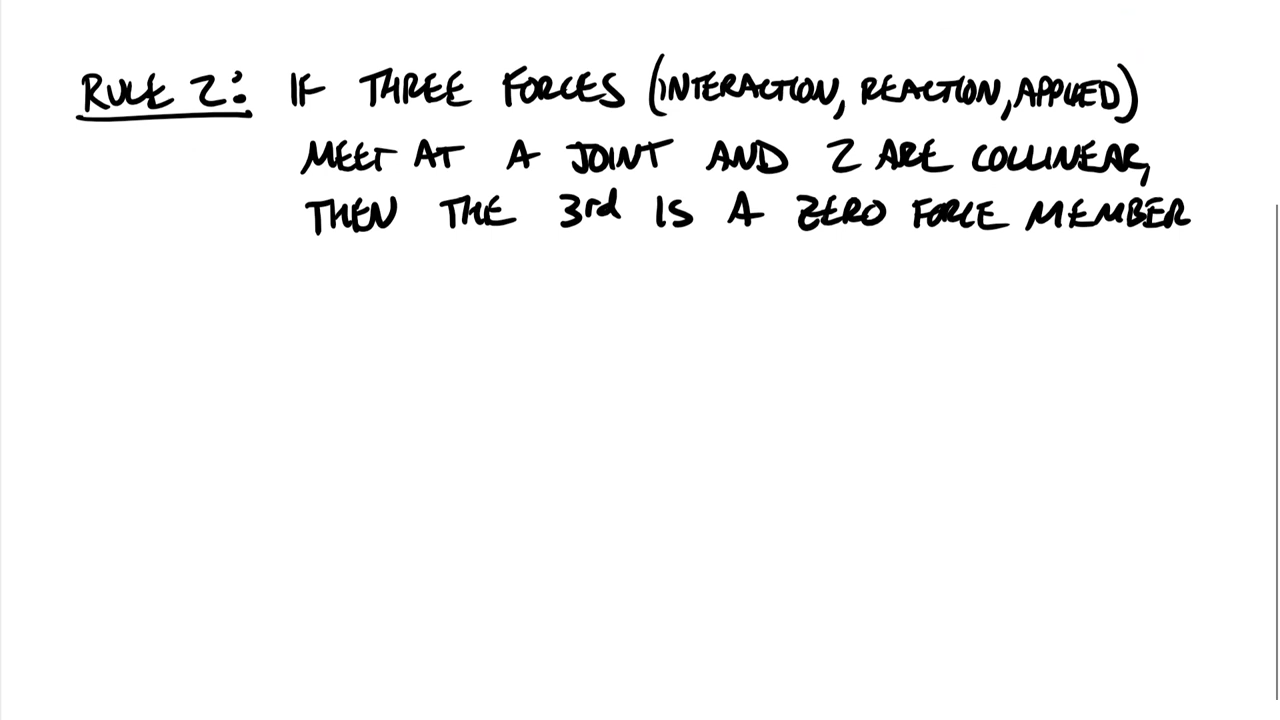 RULE 2: IF THREE FORCES (INTERACTION, REACTION, APPLIED)
MEET AT A JOINT AND 2 ARE COLLINEAR,
THEN THE 3rd IS A ZERO FORCE MEMBER